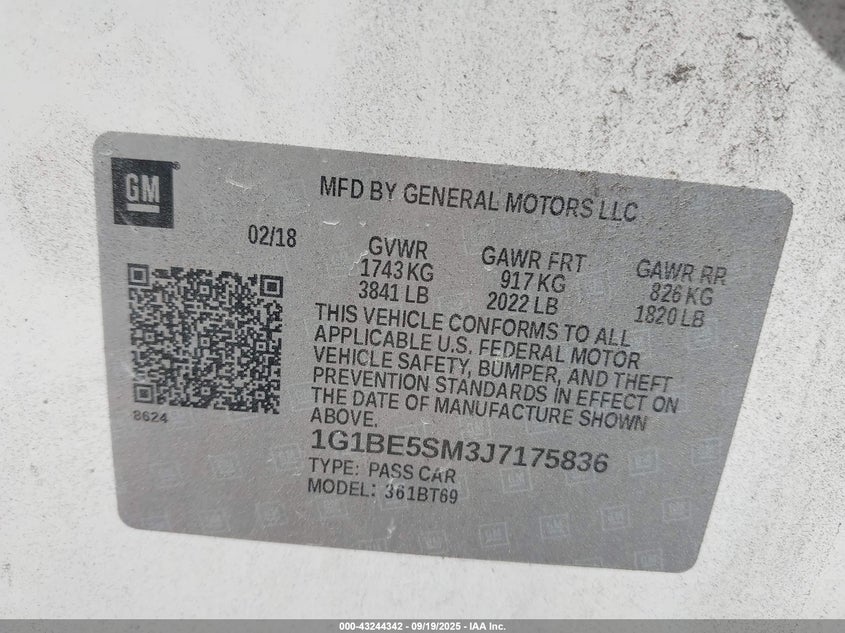 GM
®
MFD BY GENERAL MOTORS LLC
02/18
GVWR
1743 KG
3841 LB
GAWR FRT
917 KG
2022 LB
GAWR RR
826 KG
1820 LB
THIS VEHICLE CONFORMS TO ALL
APPLICABLE U.S. FEDERAL MOTOR
VEHICLE SAFETY, BUMPER, AND THEFT
PREVENTION STANDARDS IN EFFECT ON
THE DATE OF MANUFACTURE SHOWN
ABOVE.
8624
1G1BE5SM3J7175836
TYPE: PASS CAR
MODEL: 361BT69
000-43244342 - 09/19/2025 - IAA Inc.